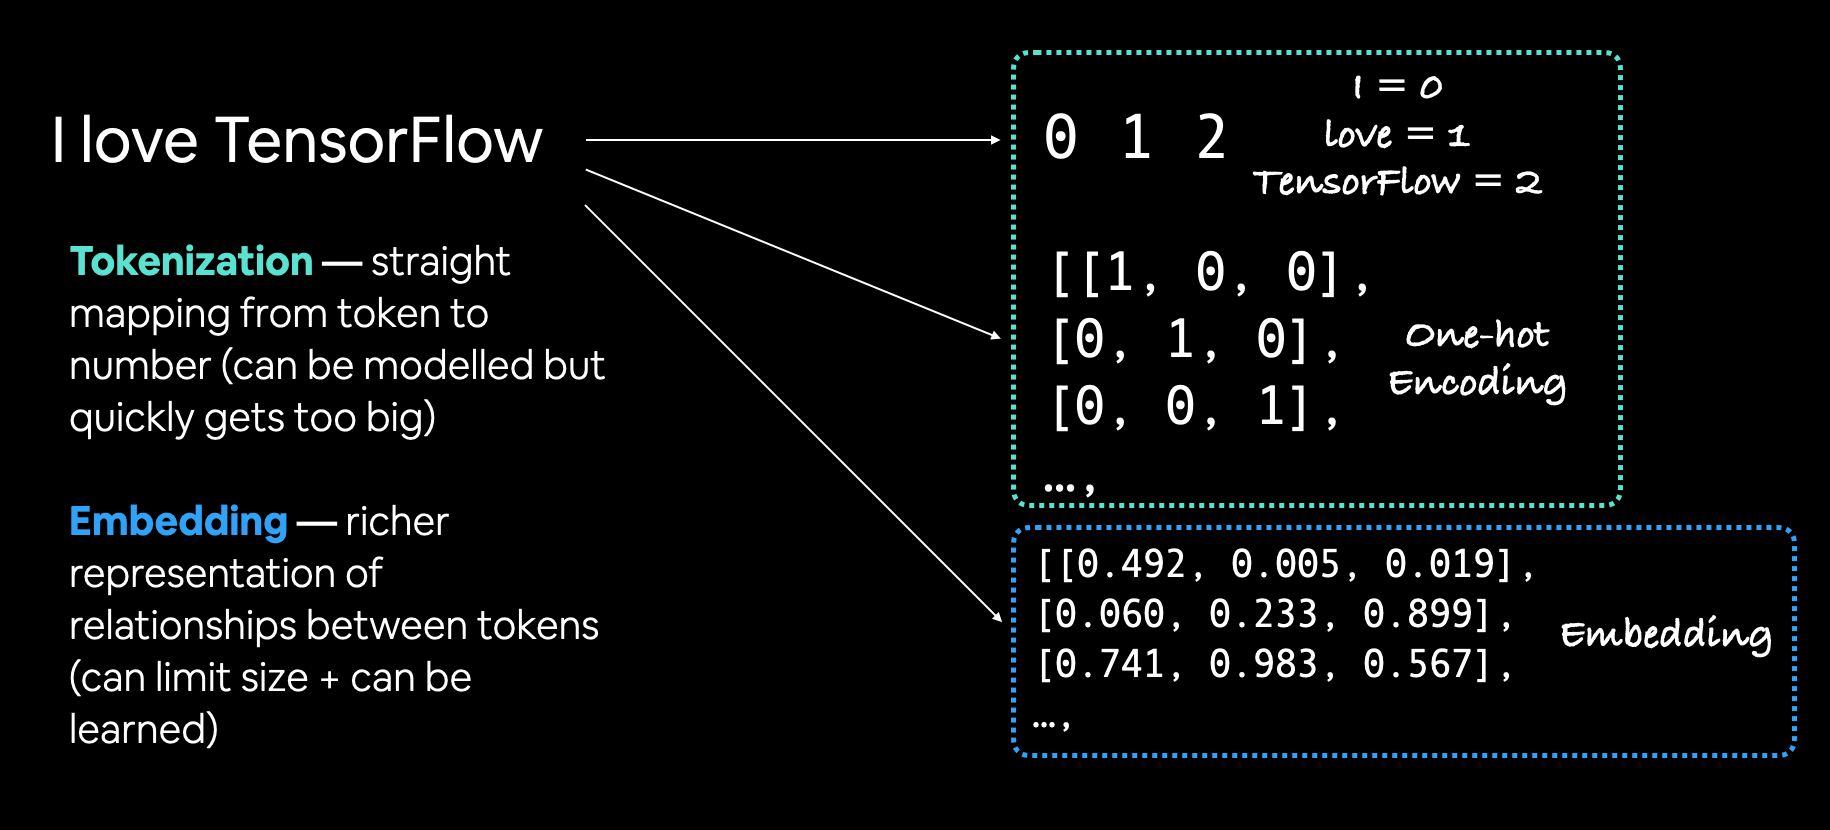 I love TensorFlow
Tokenization — straight
mapping from token to
number (can be modelled but
quickly gets too big)
Embedding — richer
representation of
relationships between tokens
(can limit size + can be
learned)
0 1 2
I = 0
love = 1
TensorFlow = 2
[[1, 0, 0],
[0, 1, 0],
[0, 0, 1],
…,
One-hot
Encoding
[[0.492, 0.005, 0.019],
[0.060, 0.233, 0.899],
[0.741, 0.983, 0.567],
…,
Embedding